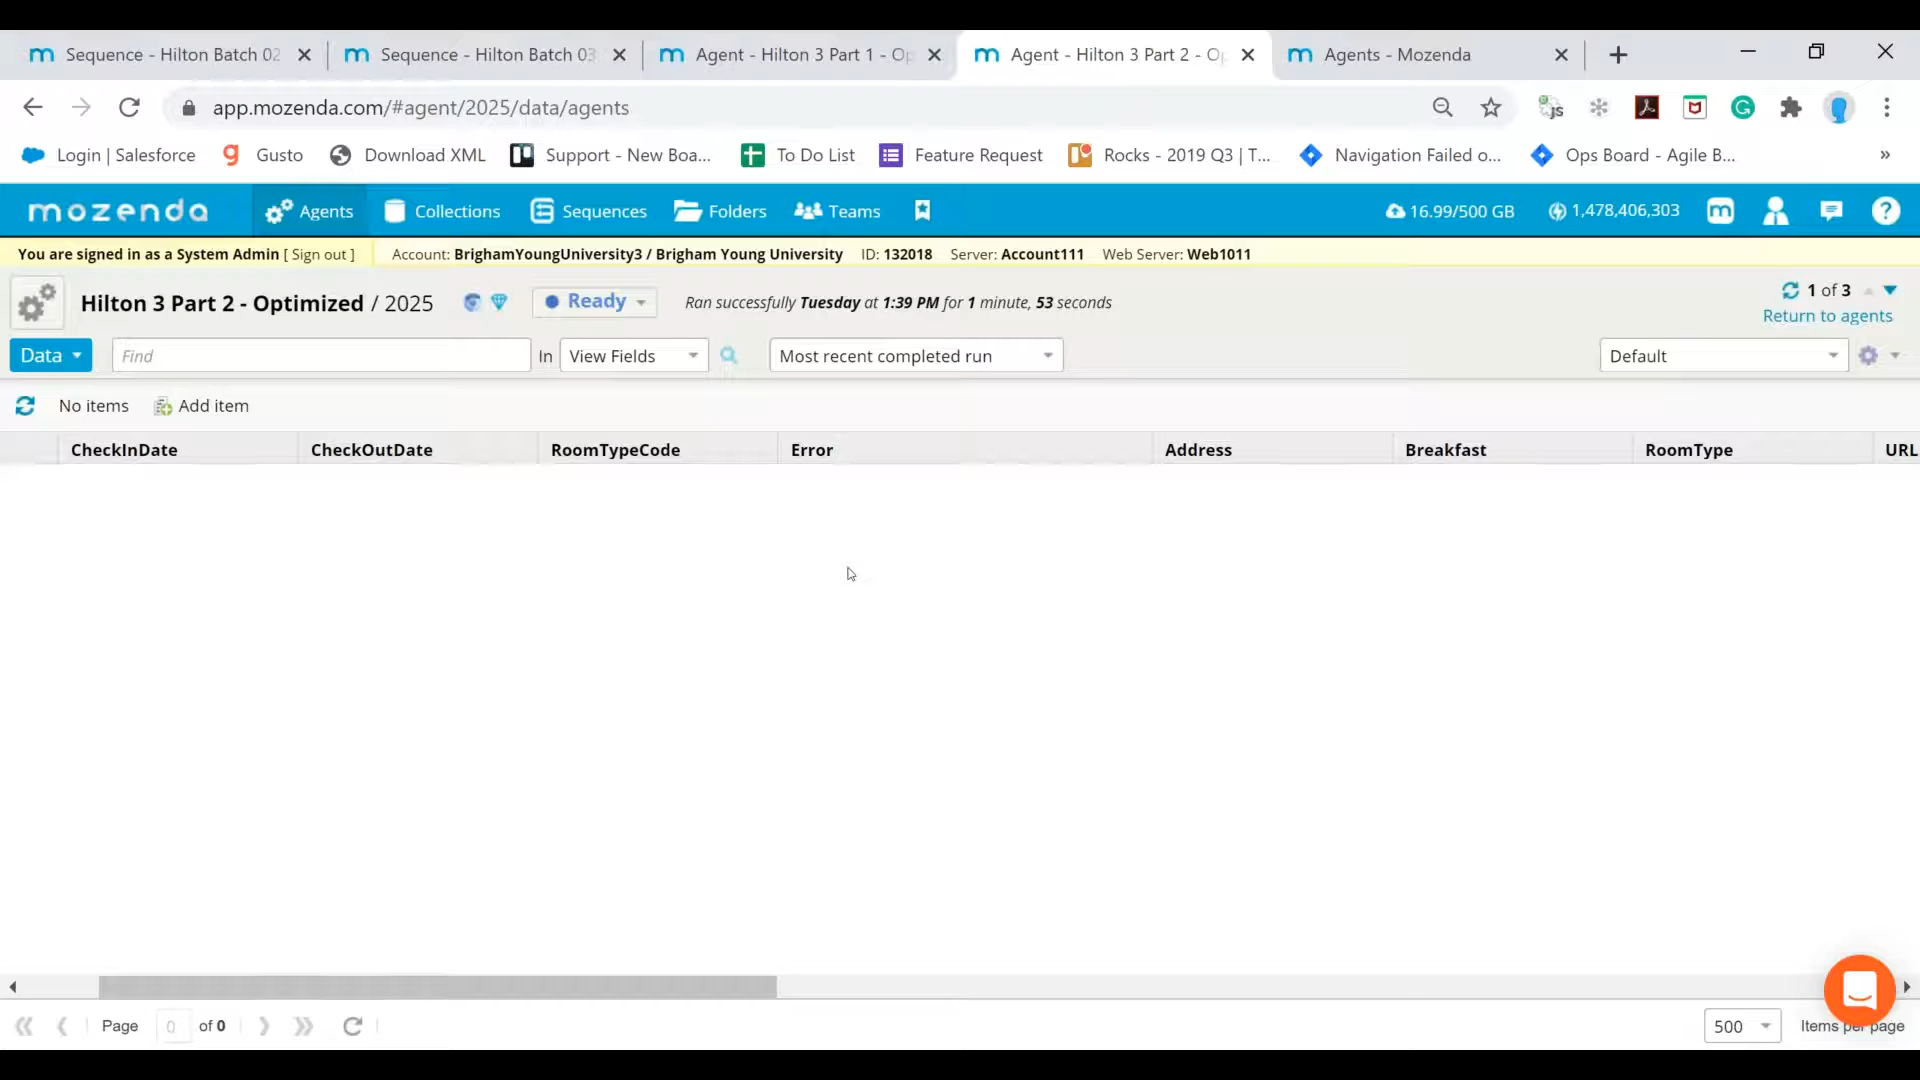 Sequence - Hilton Batch 02
Sequence - Hilton Batch 03
Agent - Hilton 3 Part 1 - Op
Agent - Hilton 3 Part 2 - Op
Agents - Mozenda
app.mozenda.com/#agent/2025/data/agents
Login | Salesforce
Gusto
Download XML
Support - New Boa...
To Do List
Feature Request
Rocks - 2019 Q3 | T...
Navigation Failed o...
Ops Board - Agile B...
»
mozenda
Agents
Collections
Sequences
Folders
Teams
16.99/500 GB
1,478,406,303
You are signed in as a System Admin [ Sign out ]
Account: BrighamYoungUniversity3 / Brigham Young University ID: 132018 Server: Account111 Web Server: Web1011
Hilton 3 Part 2 - Optimized / 2025
Ready
Ran successfully Tuesday at 1:39 PM for 1 minute, 53 seconds
1 of 3
Return to agents
Data
Find
In
View Fields
Most recent completed run
Default
No items
Add item
CheckInDate
CheckOutDate
RoomTypeCode
Error
Address
Breakfast
RoomType
URL
Page 0 of 0
500
Items per page